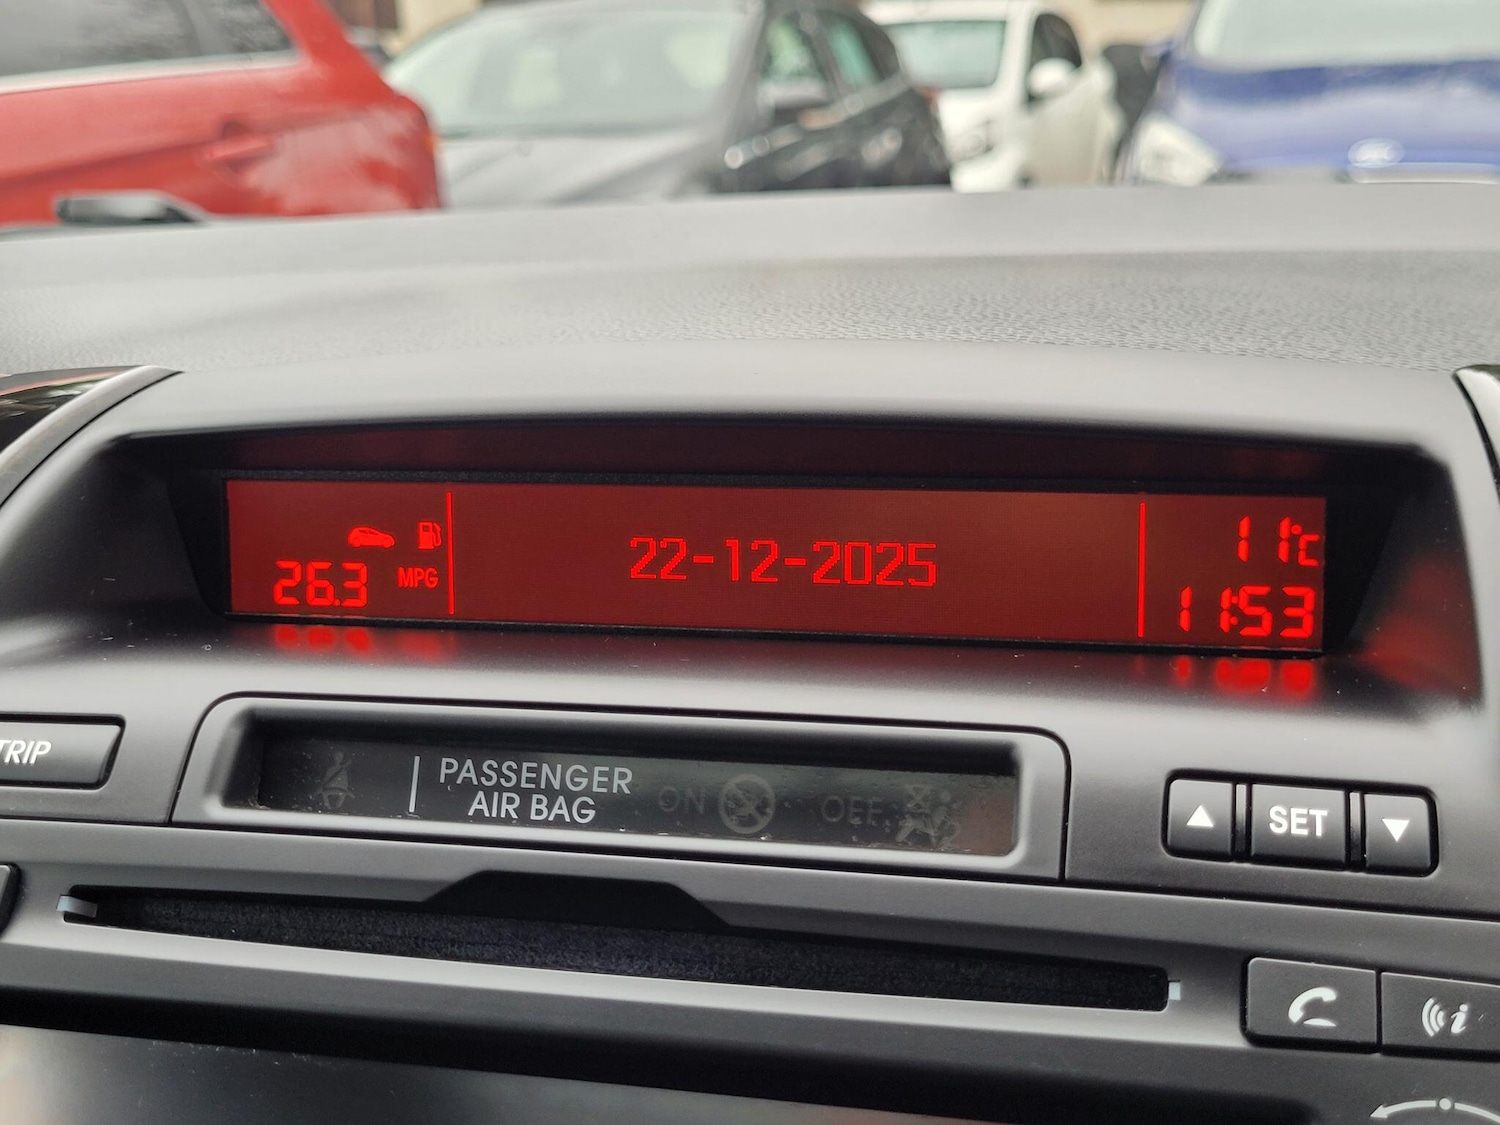 26.3 MPG
22-12-2025
11°C
11:53
TRIP
PASSENGER
AIR BAG
ON
OFF
SET
i